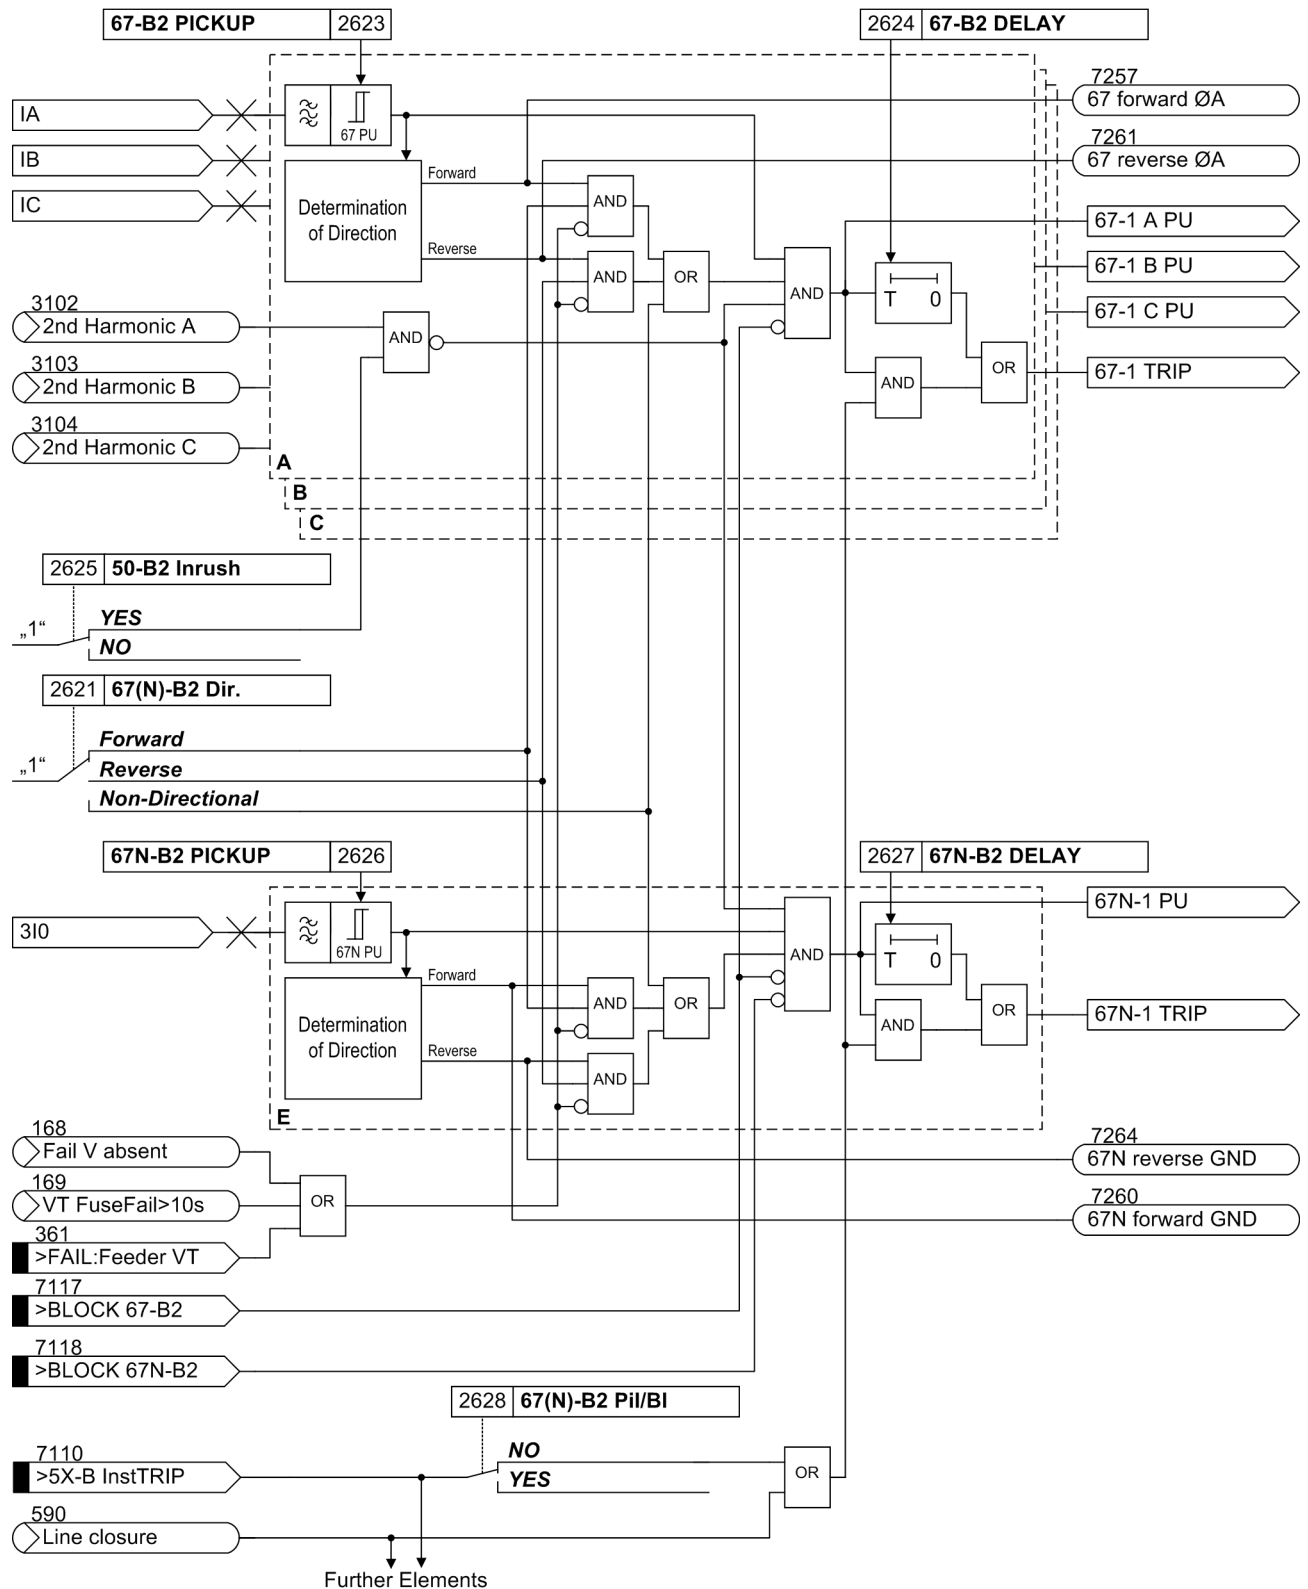 67-B2 PICKUP 2623
2624 67-B2 DELAY
7257
67 forward ØA
IA
67 PU
7261
67 reverse ØA
IB
Forward
IC
Determination
of Direction
AND
67-1 A PU
Reverse
AND
OR
AND
T 0
67-1 B PU
3102
2nd Harmonic A
AND
67-1 C PU
3103
2nd Harmonic B
AND
OR
67-1 TRIP
3104
2nd Harmonic C
A
B
C
2625 50-B2 Inrush
„1“
YES
NO
2621 67(N)-B2 Dir.
„1“
Forward
Reverse
Non-Directional
67N-B2 PICKUP 2626
2627 67N-B2 DELAY
67N-1 PU
3I0
67N PU
AND
T 0
Forward
Determination
of Direction
AND
OR
AND
OR
67N-1 TRIP
Reverse
AND
E
168
Fail V absent
7264
67N reverse GND
169
VT FuseFail>10s
OR
7260
67N forward GND
361
>FAIL:Feeder VT
7117
>BLOCK 67-B2
7118
>BLOCK 67N-B2
2628 67(N)-B2 Pil/Bl
7110
>5X-B InstTRIP
NO
YES
OR
590
Line closure
Further Elements